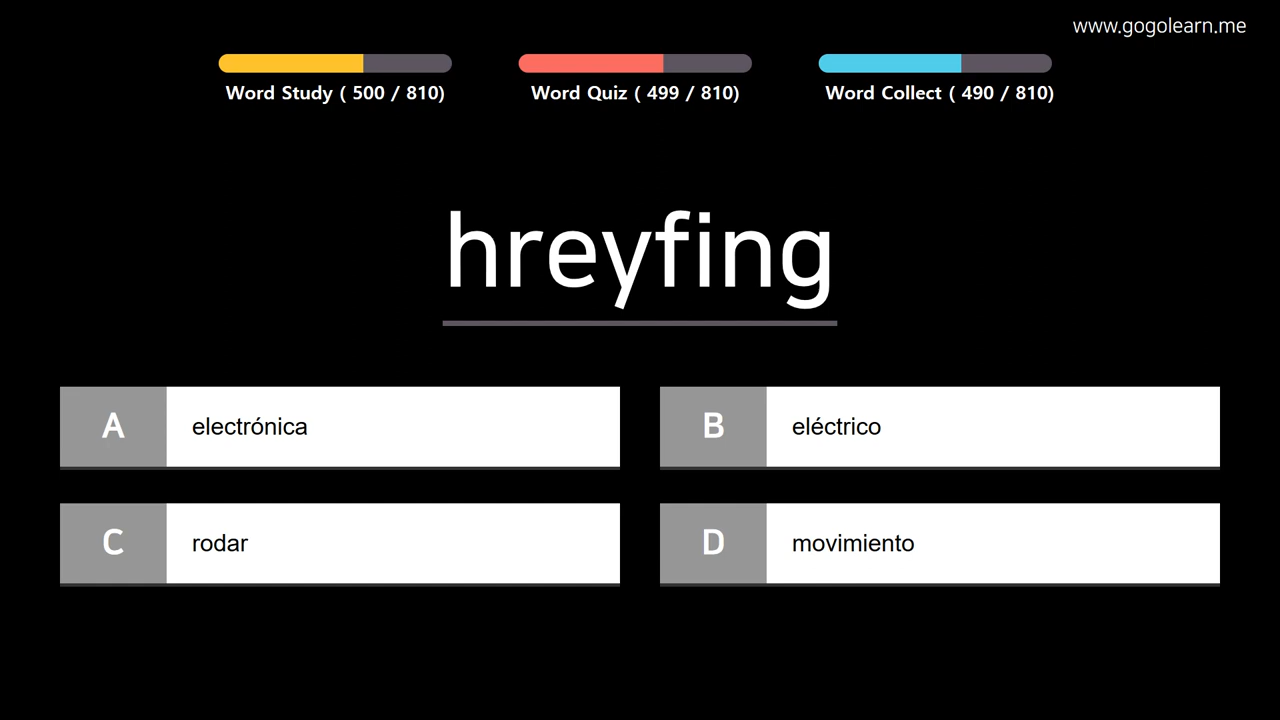 www.gogolearn.me
Word Study ( 500 / 810)
Word Quiz ( 499 / 810)
Word Collect ( 490 / 810)
hreyfing
A electrónica
B eléctrico
C rodar
D movimiento